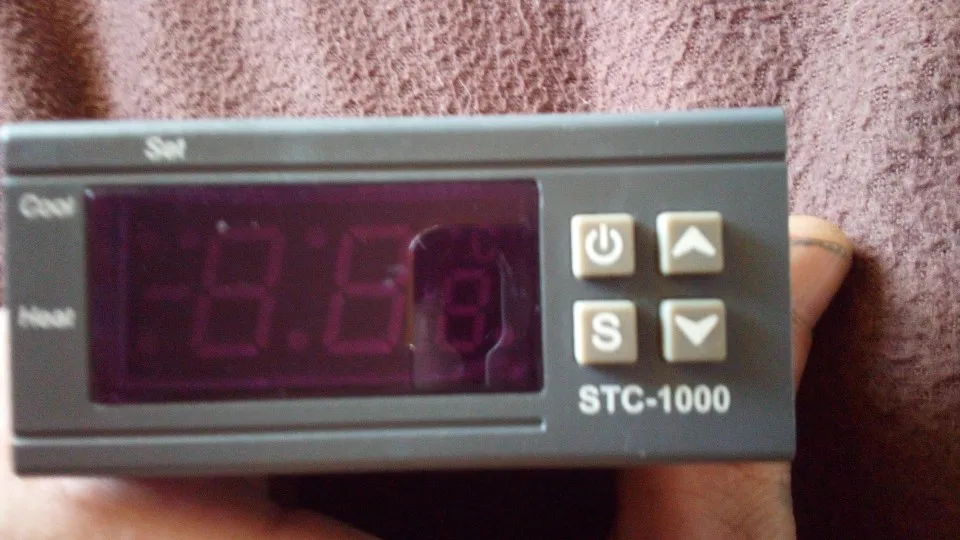 Set
Cool
Heat
S
STC-1000